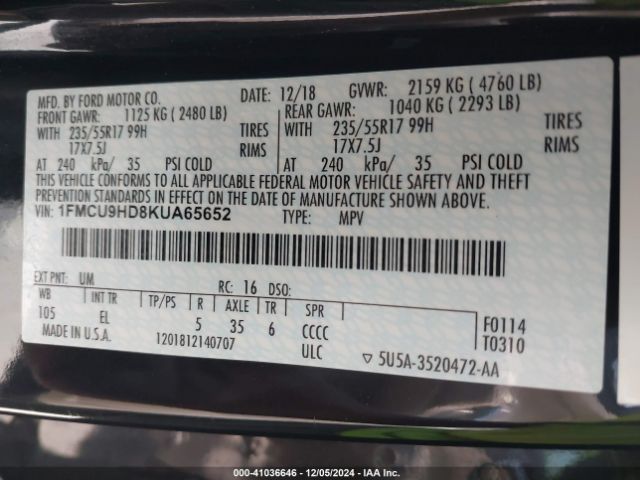 MFD. BY FORD MOTOR CO. DATE: 12/18 GVWR: 2159 KG ( 4760 LB)
FRONT GAWR: 1125 KG ( 2480 LB) REAR GAWR: 1040 KG ( 2293 LB)
WITH 235/55R17 99H TIRES WITH 235/55R17 99H TIRES
17X7.5J RIMS 17X7.5J RIMS
AT 240 kPa/ 35 PSI COLD AT 240 kPa/ 35 PSI COLD
THIS VEHICLE CONFORMS TO ALL APPLICABLE FEDERAL MOTOR VEHICLE SAFETY AND THEFT
PREVENTION STANDARDS IN EFFECT ON THE DATE OF MANUFACTURE SHOWN ABOVE.
VIN: 1FMCU9HD8KUA65652 TYPE: MPV
EXT PNT: UM RC: 16 DSO:
WB INT TR TP/PS R AXLE TR SPR
105 EL 5 35 6 CCCC F0114
MADE IN U.S.A. 1201812140707 ULC T0310
▽ 5U5A-3520472-AA
000-41036646 - 12/05/2024 - IAA Inc.